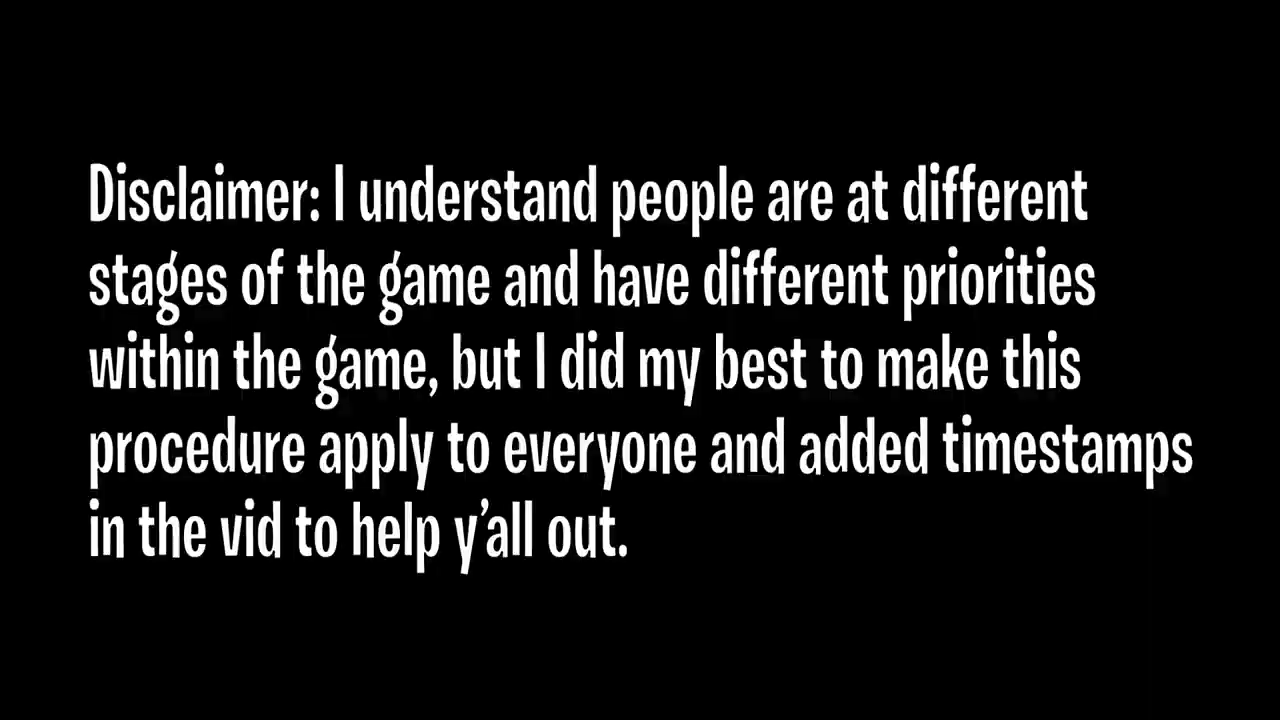 Disclaimer: I understand people are at different
stages of the game and have different priorities
within the game, but I did my best to make this
procedure apply to everyone and added timestamps
in the vid to help y’all out.